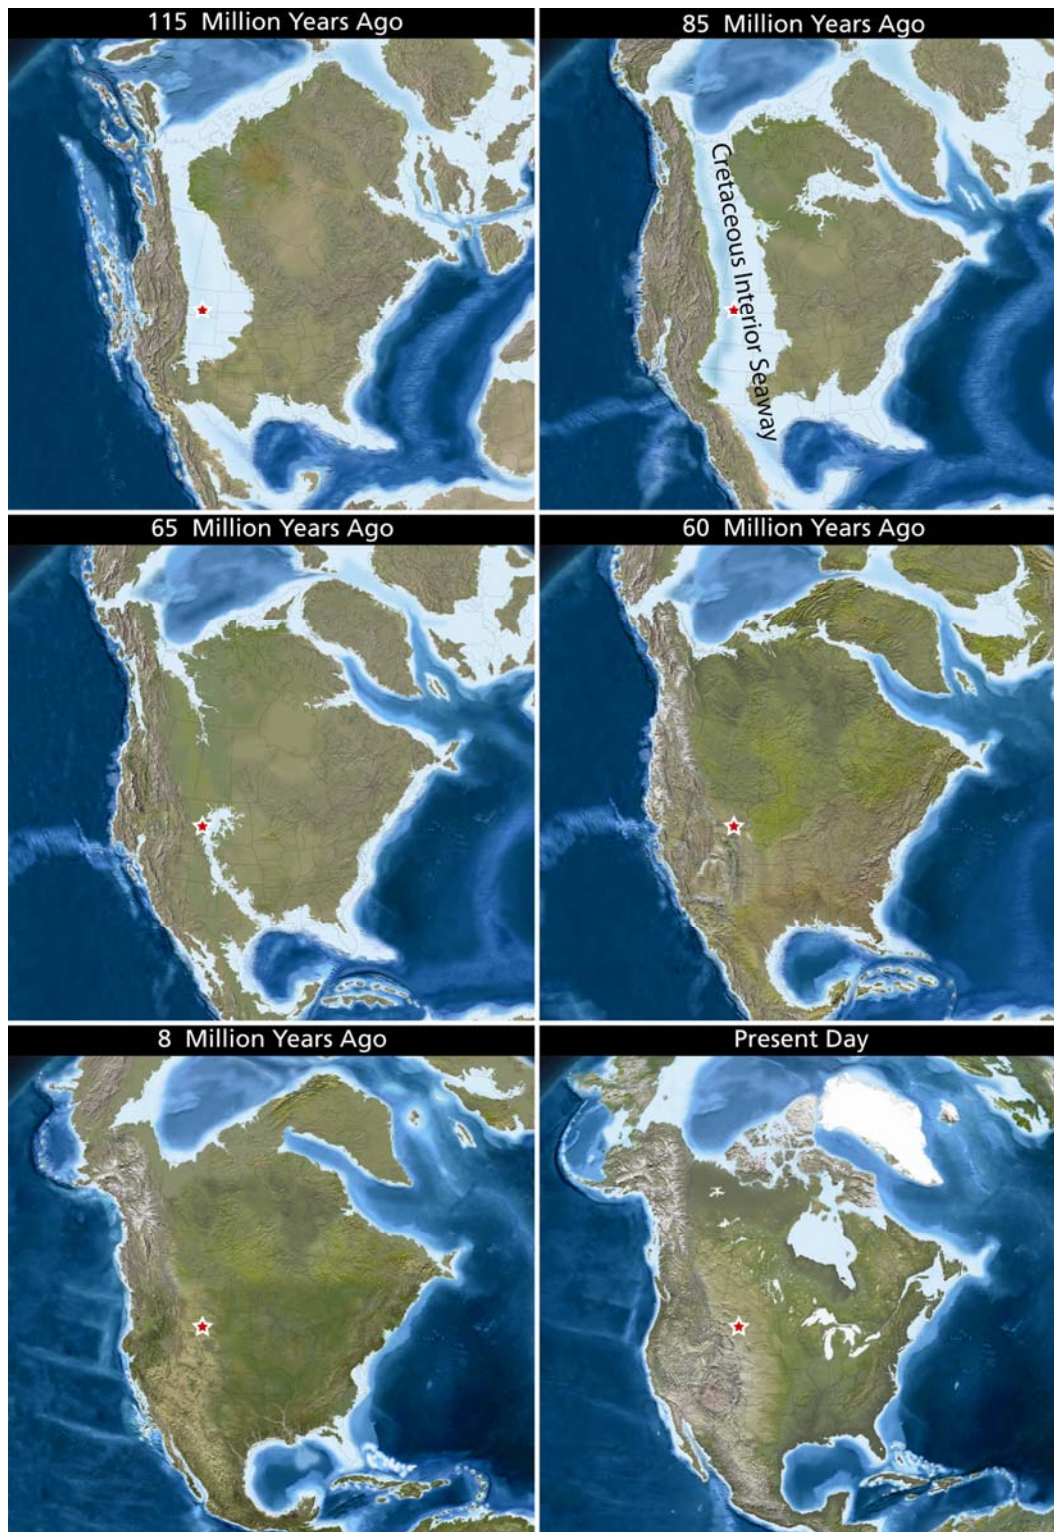 115 Million Years Ago
85 Million Years Ago
Cretaceous Interior Seaway
65 Million Years Ago
60 Million Years Ago
8 Million Years Ago
Present Day